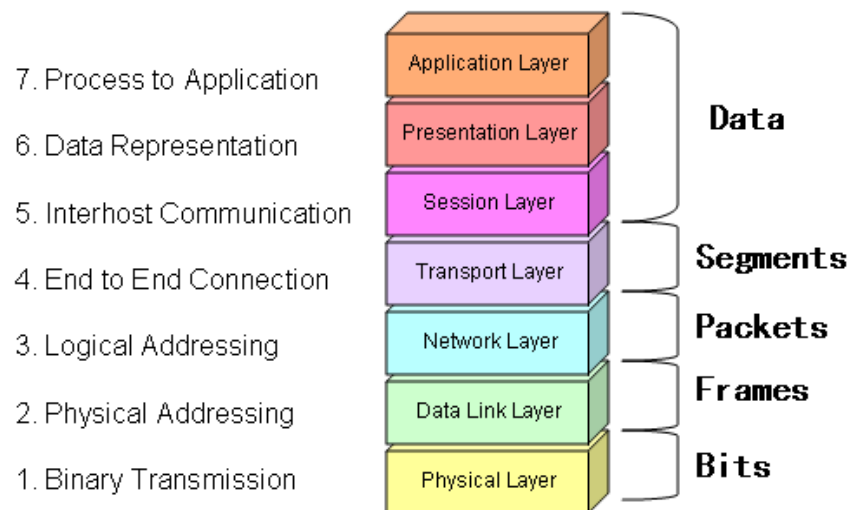 7. Process to Application
6. Data Representation
5. Interhost Communication
4. End to End Connection
3. Logical Addressing
2. Physical Addressing
1. Binary Transmission
Application Layer
Presentation Layer
Session Layer
Transport Layer
Network Layer
Data Link Layer
Physical Layer
Data
Segments
Packets
Frames
Bits